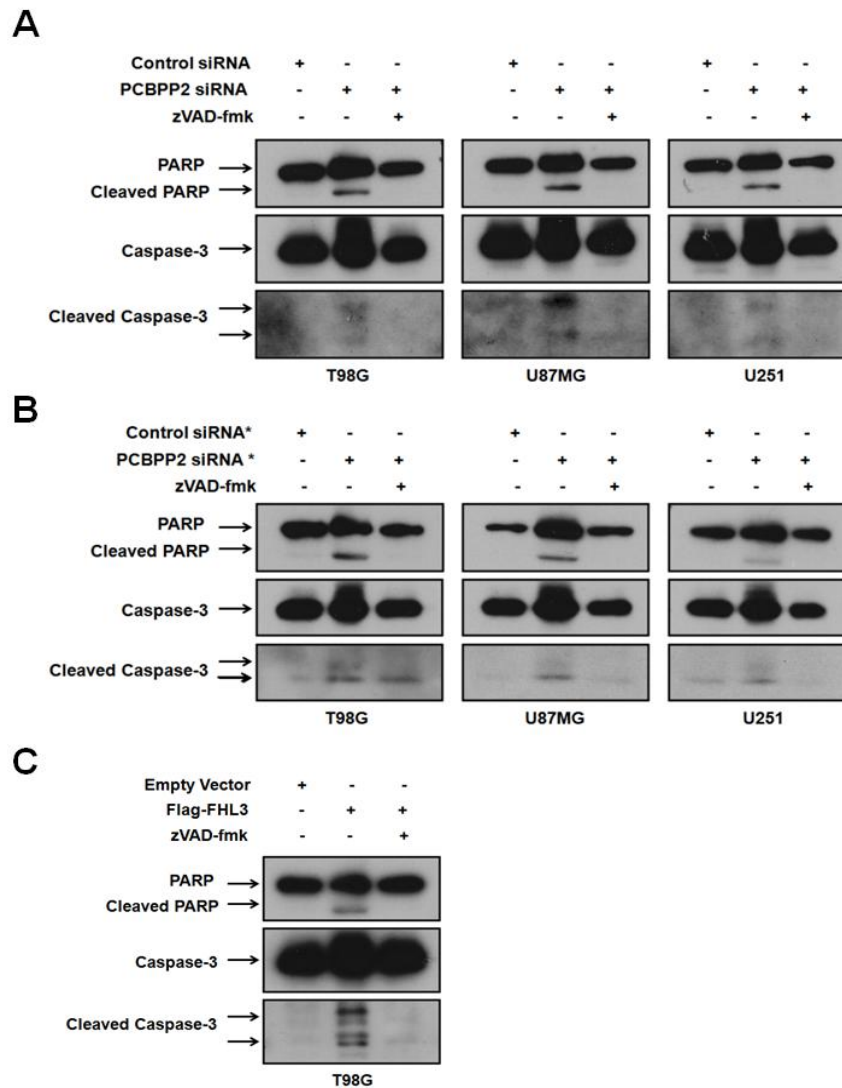 A
Control siRNA + - - + - - + - -
PCBPP2 siRNA - + + - + + - + +
zVAD-fmk - - + - - + - - +
PARP
Cleaved PARP
Caspase-3
Cleaved Caspase-3
T98G U87MG U251
B
Control siRNA* + - - + - - + - -
PCBPP2 siRNA * - + + - + + - + +
zVAD-fmk - - + - - + - - +
PARP
Cleaved PARP
Caspase-3
Cleaved Caspase-3
T98G U87MG U251
C
Empty Vector + - -
Flag-FHL3 - + +
zVAD-fmk - - +
PARP
Cleaved PARP
Caspase-3
Cleaved Caspase-3
T98G